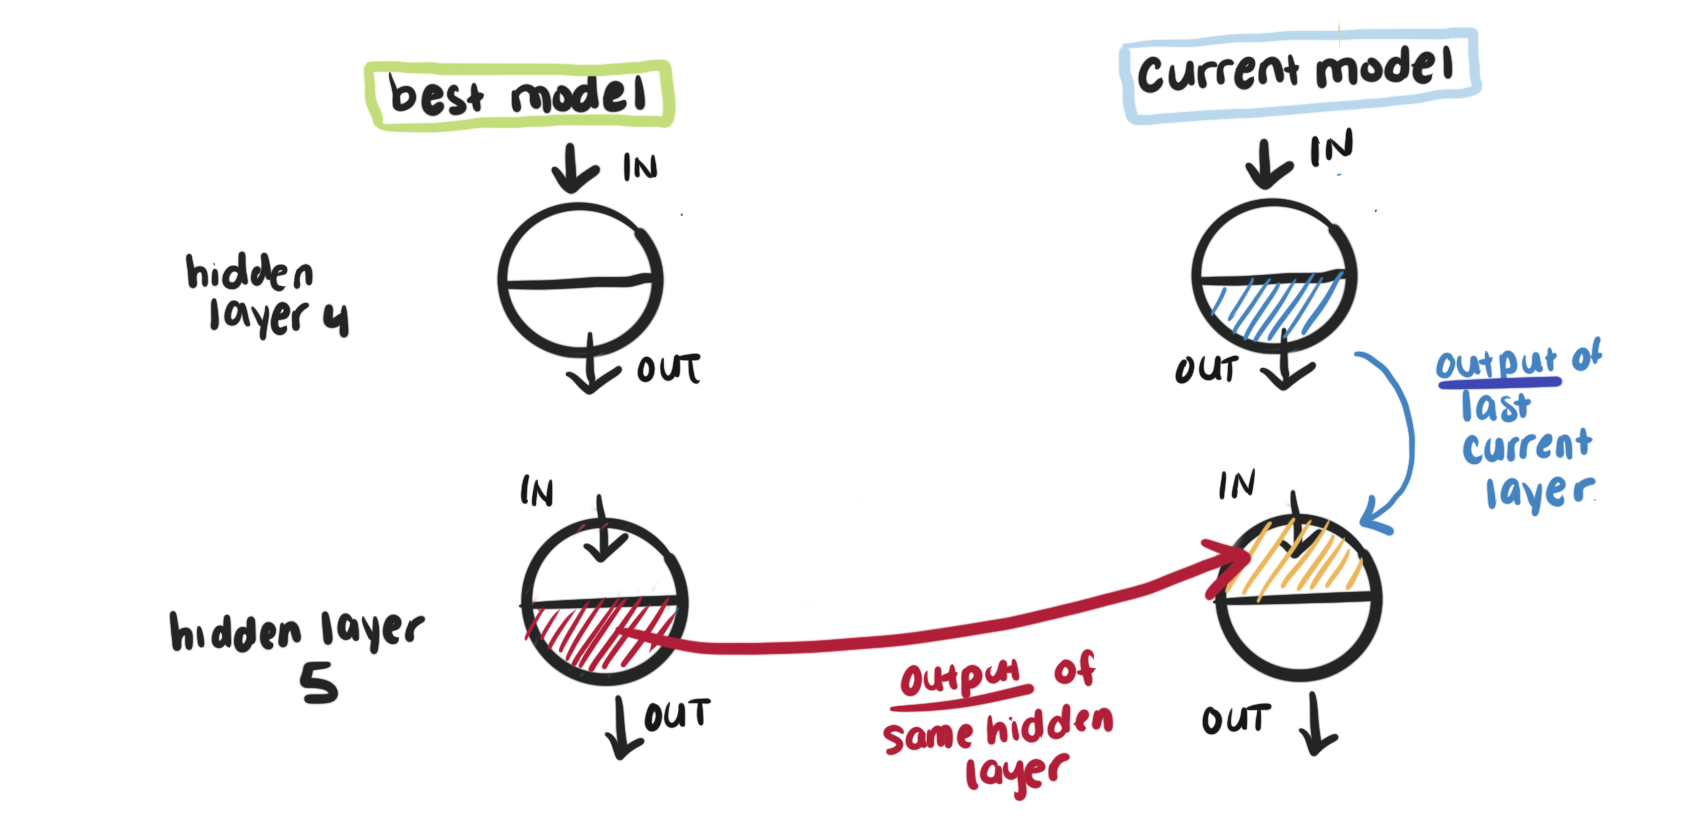 best model
current model
IN
IN
hidden
layer 4
OUT
OUT
output of
last
current
layer
IN
IN
hidden layer
5
OUT
output of
same hidden
layer
OUT